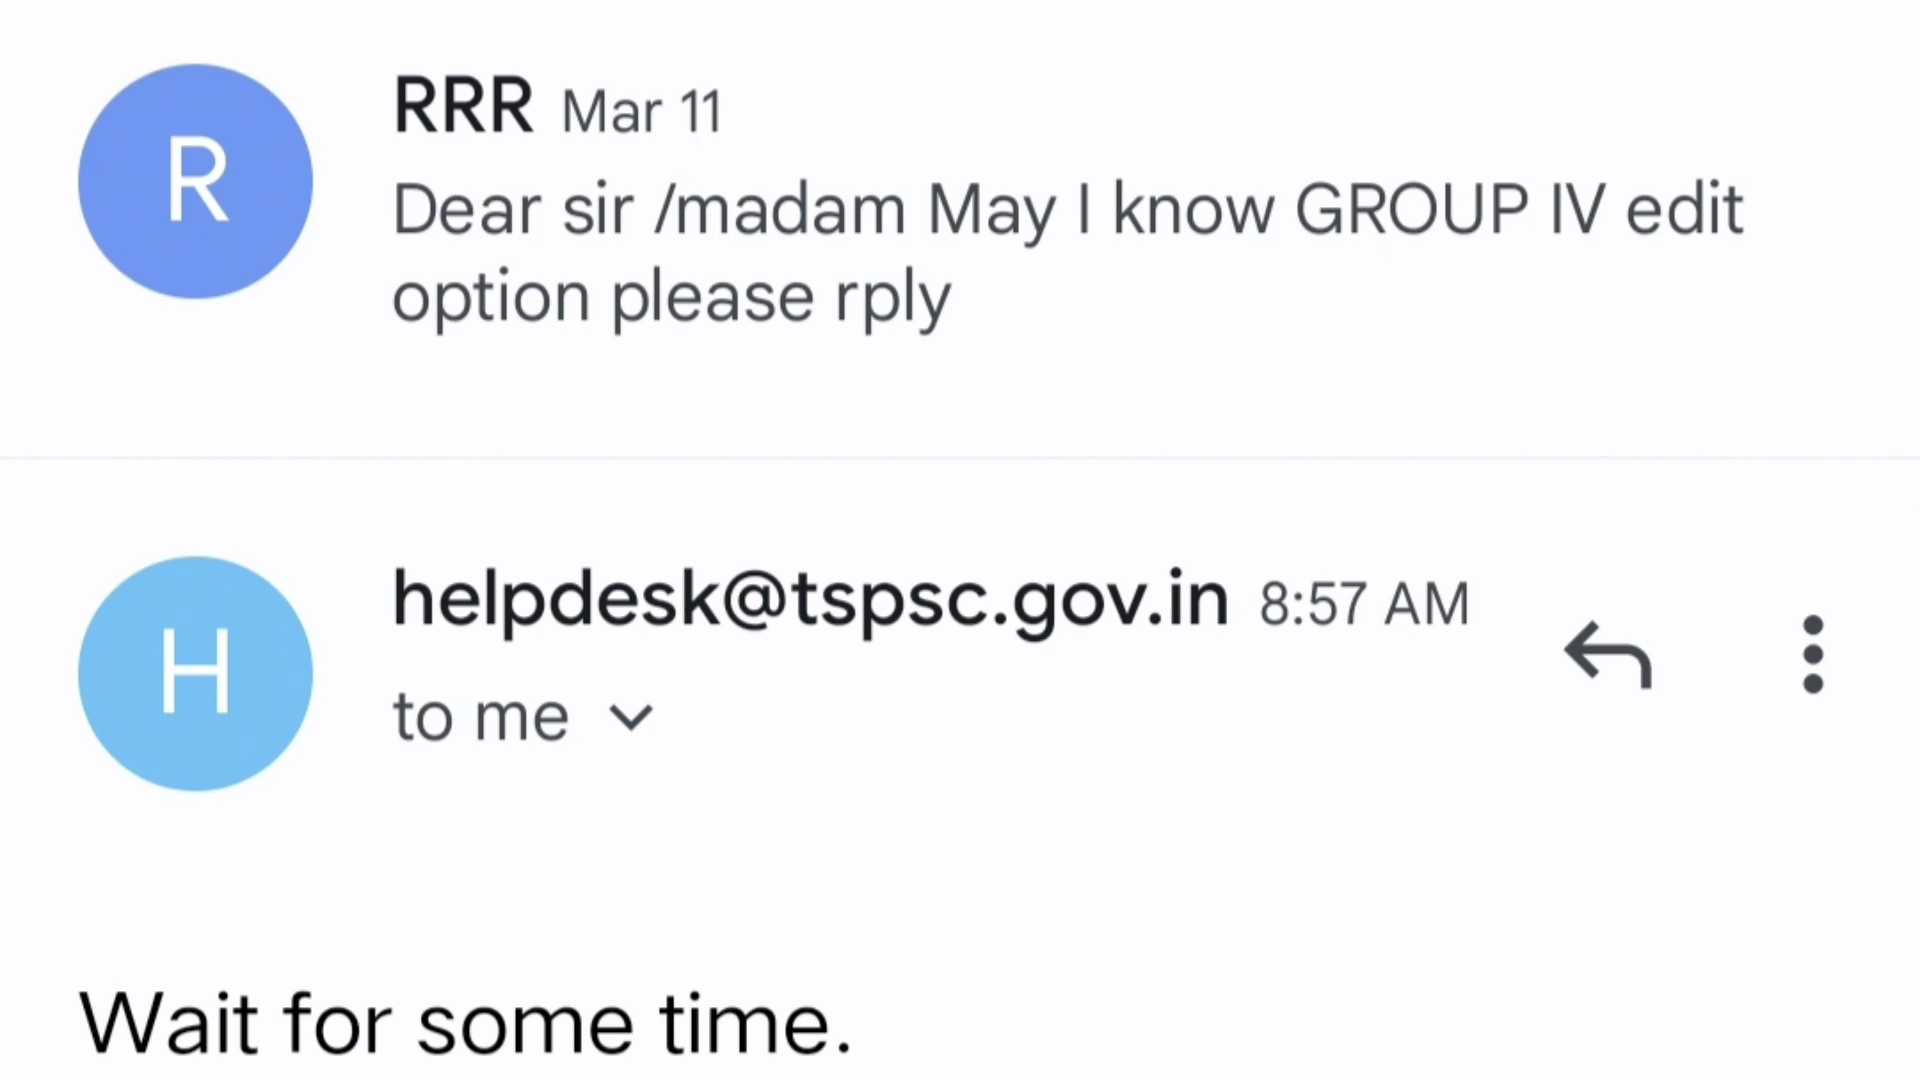 R
RRR Mar 11
Dear sir /madam May I know GROUP IV edit
option please rply
H
helpdesk@tspsc.gov.in 8:57 AM
to me
Wait for some time.